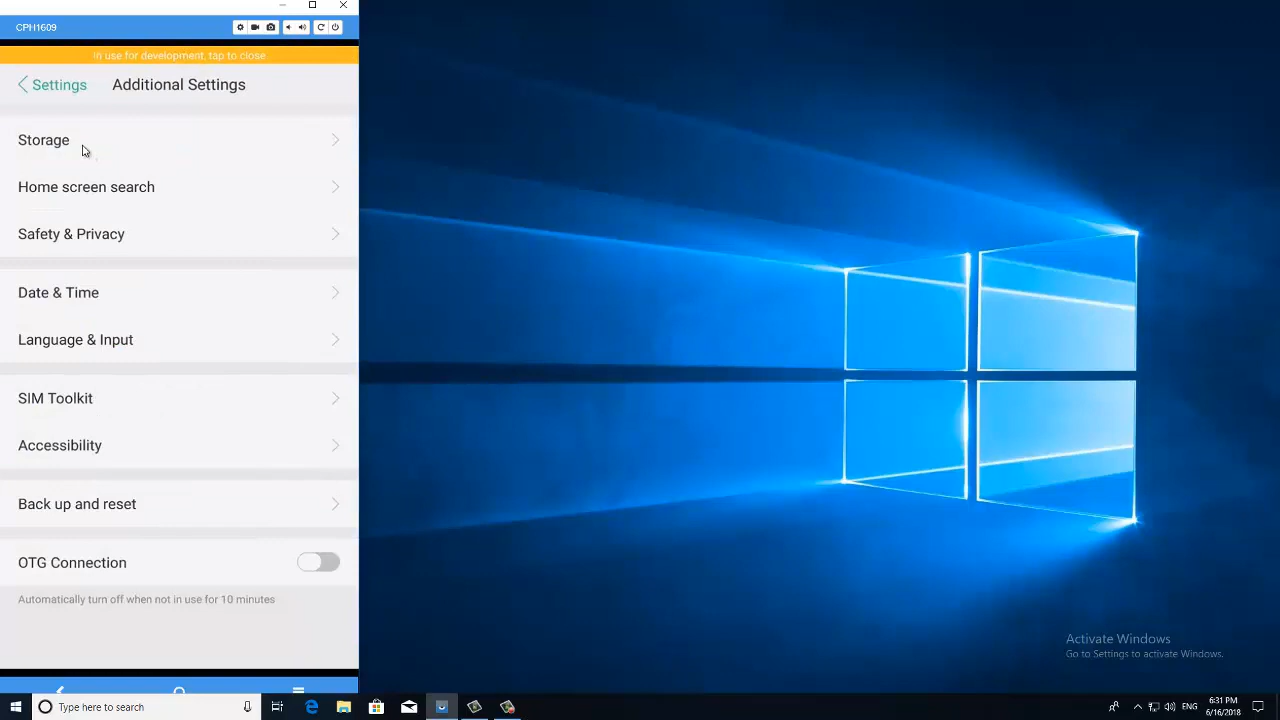 CPH1609
In use for development, tap to close
Settings
Additional Settings
Storage
Home screen search
Safety & Privacy
Date & Time
Language & Input
SIM Toolkit
Accessibility
Back up and reset
OTG Connection
Automatically turn off when not in use for 10 minutes
Activate Windows
Go to Settings to activate Windows.
Type here to search
ENG
6:31 PM
6/16/2018